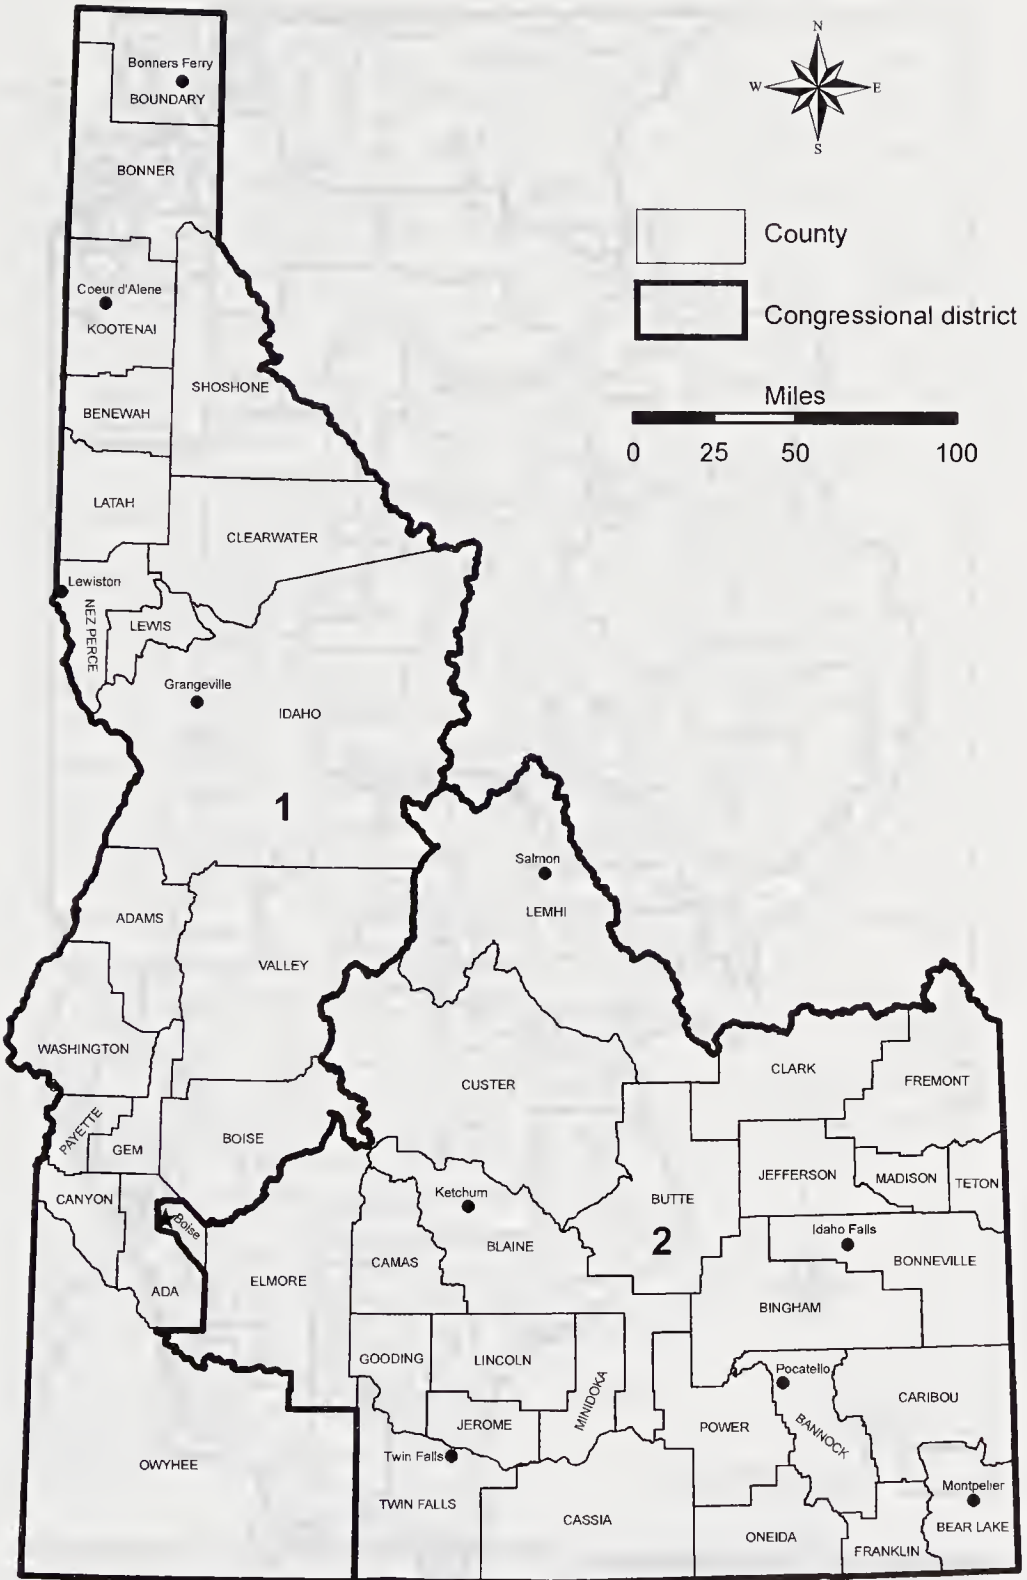 N
W
E
S
County
Congressional district
Miles
0 25 50 100
Bonners Ferry
BOUNDARY
BONNER
Coeur d'Alene
KOOTENAI
SHOSHONE
BENEWAH
LATAH
CLEARWATER
Lewiston
NEZ PERCE
LEWIS
Grangeville
IDAHO
1
Salmon
LEMHI
ADAMS
VALLEY
WASHINGTON
CUSTER
CLARK
FREMONT
PAYETTE
GEM
BOISE
JEFFERSON
MADISON
TETON
CANYON
Boise
Ketchum
BUTTE
BLAINE
2
Idaho Falls
BONNEVILLE
CAMAS
ELMORE
ADA
BINGHAM
GOODING
LINCOLN
MINIDOKA
Pocatello
CARIBOU
JEROME
POWER
BANNOCK
Twin Falls
OWYHEE
TWIN FALLS
CASSIA
Montpelier
BEAR LAKE
ONEIDA
FRANKLIN